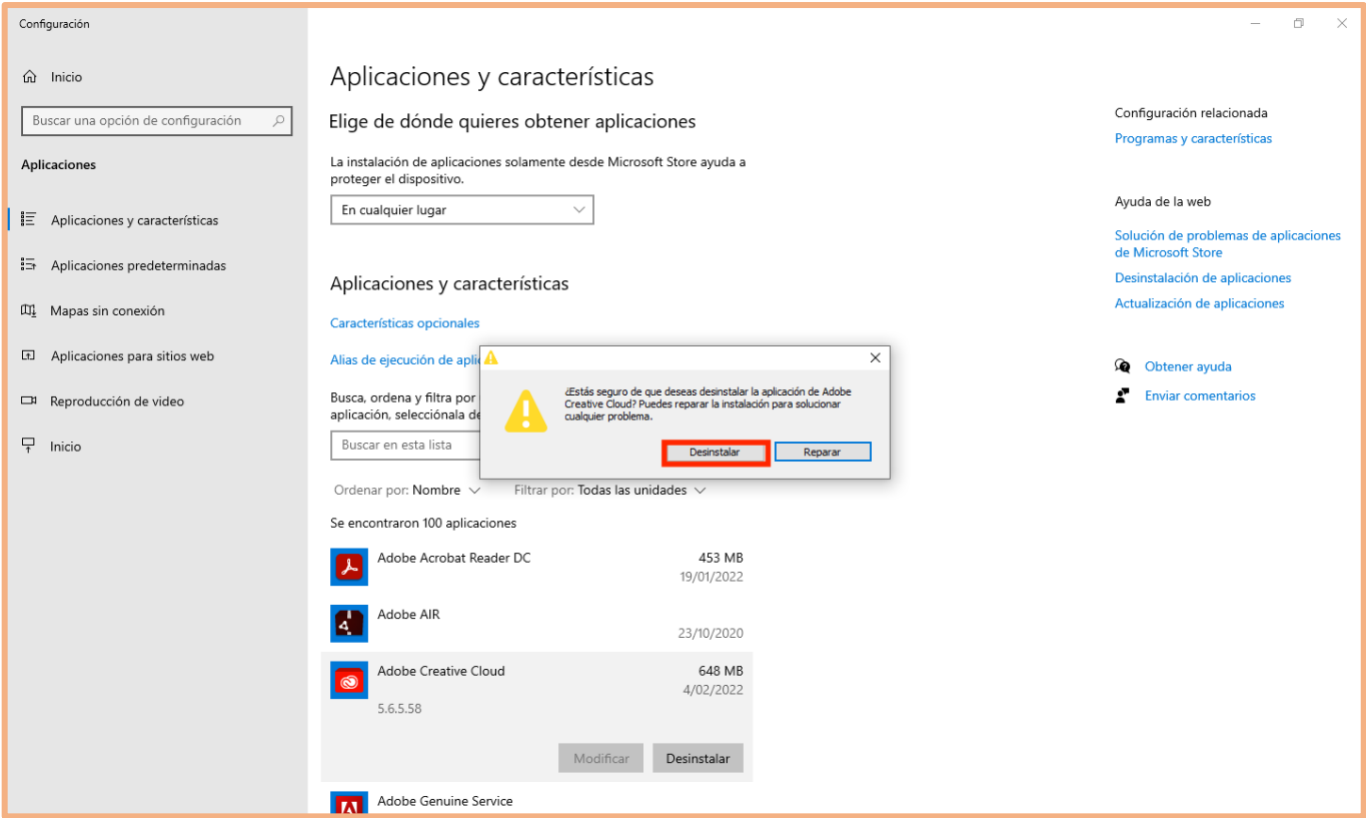 Configuración
Inicio
Buscar una opción de configuración
Aplicaciones
Aplicaciones y características
Aplicaciones predeterminadas
Mapas sin conexión
Aplicaciones para sitios web
Reproducción de video
Inicio
Aplicaciones y características
Elige de dónde quieres obtener aplicaciones
La instalación de aplicaciones solamente desde Microsoft Store ayuda a
proteger el dispositivo.
En cualquier lugar
Aplicaciones y características
Características opcionales
Alias de ejecución de
Busca, ordena y filtra por
aplicación, selecciónala
Buscar en esta lista
¿Estás seguro de que deseas desinstalar la aplicación de Adobe
Creative Cloud? Puedes reparar la instalación para solucionar
cualquier problema.
Desinstalar
Reparar
Ordenar por: Nombre
Filtrar por: Todas las unidades
Se encontraron 100 aplicaciones
Adobe Acrobat Reader DC
453 MB
19/01/2022
Adobe AIR
23/10/2020
Adobe Creative Cloud
648 MB
4/02/2022
5.6.5.58
Modificar
Desinstalar
Adobe Genuine Service
Configuración relacionada
Programas y características
Ayuda de la web
Solución de problemas de aplicaciones
de Microsoft Store
Desinstalación de aplicaciones
Actualización de aplicaciones
Obtener ayuda
Enviar comentarios